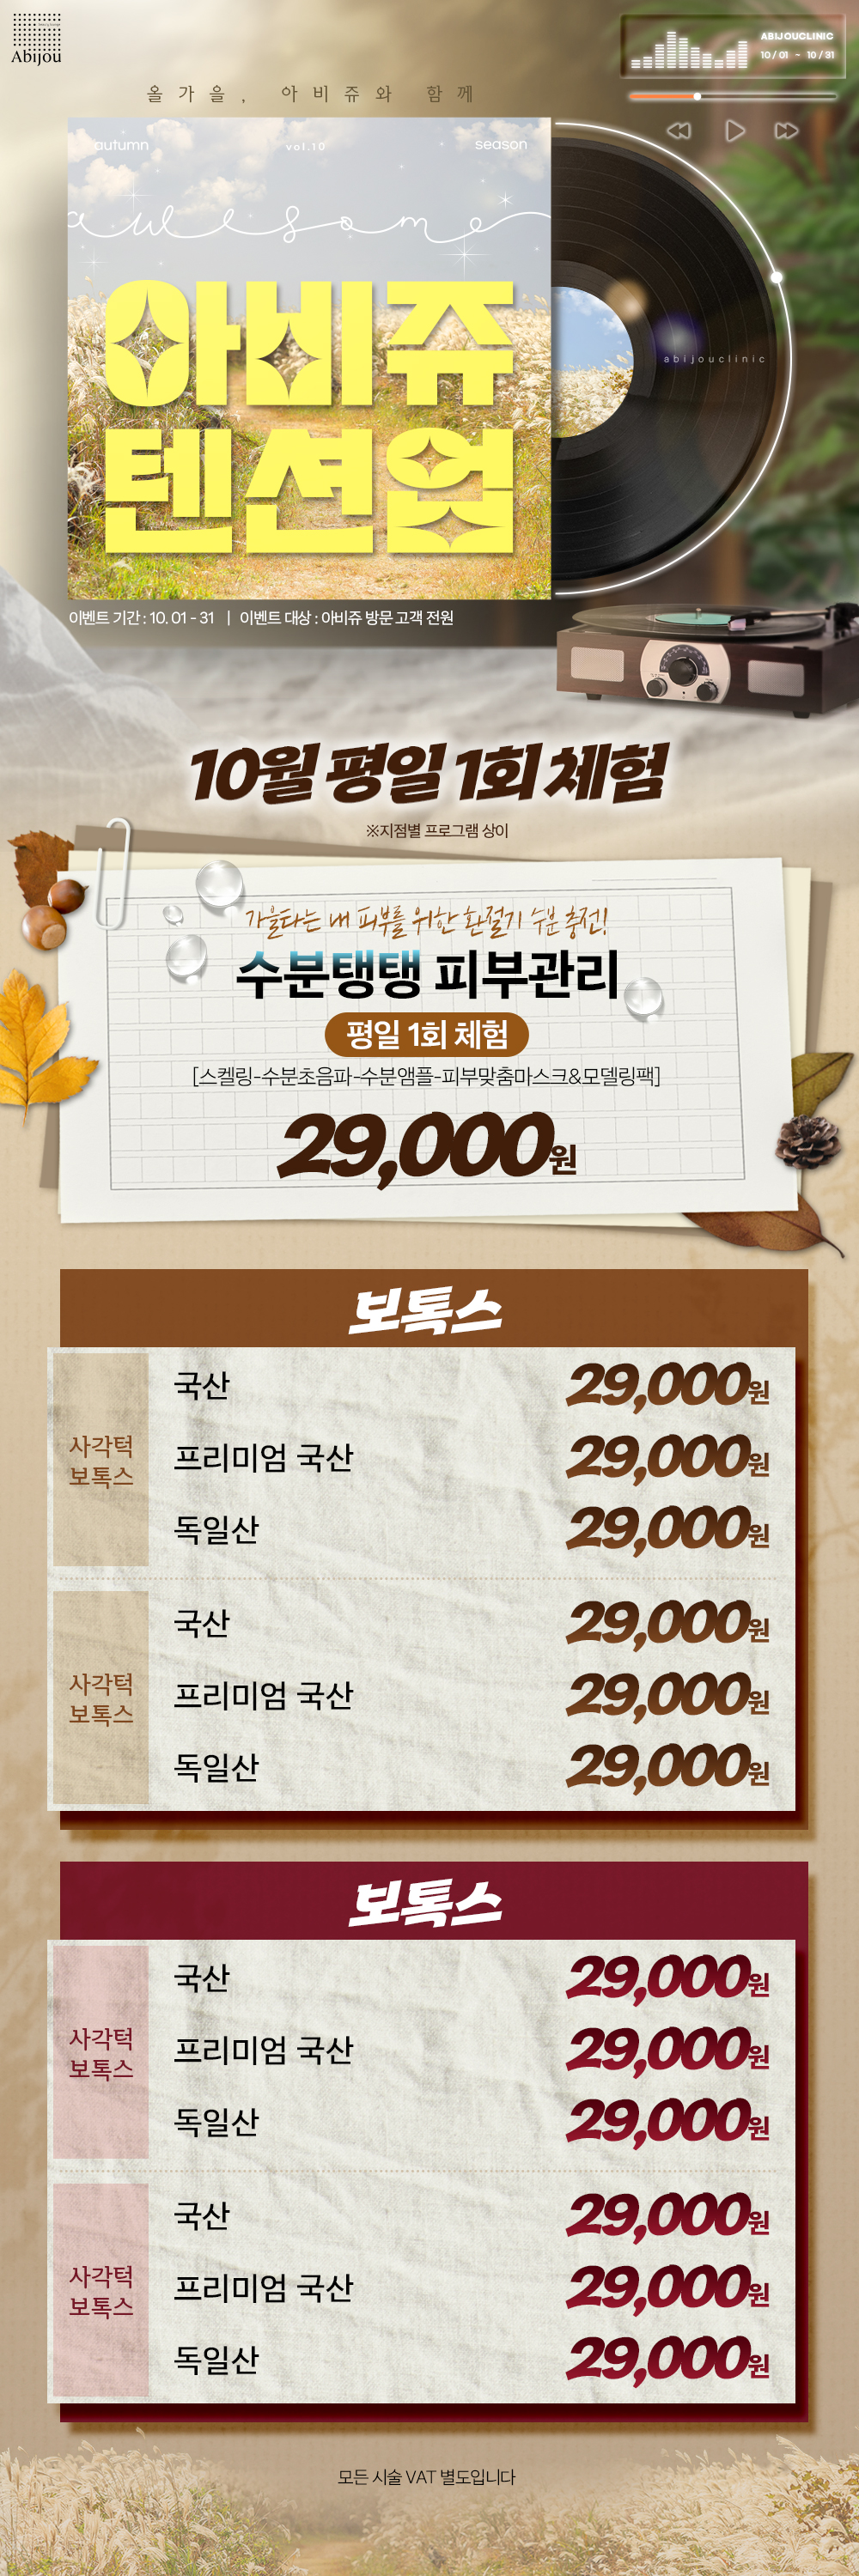 Abijou
ABIJOUCLINIC
10 / 01 - 10 / 31
올가을, 아비쥬와 함께
autumn vol.10 season
awesome
아비쥬
텐션업
abijouclinic
이벤트 기간 : 10. 01 - 31 | 이벤트 대상 : 아비쥬 방문 고객 전원
10월 평일 1회 체험
※지점별 프로그램 상이
가을타는 내 피부를 위한 환절기 수분 충전!
수분탱탱 피부관리
평일 1회 체험
[스켈링-수분초음파-수분앰플-피부맞춤마스크&모델링팩]
29,000원
보톡스
사각턱
보톡스
국산 29,000원
프리미엄 국산 29,000원
독일산 29,000원
사각턱
보톡스
국산 29,000원
프리미엄 국산 29,000원
독일산 29,000원
보톡스
사각턱
보톡스
국산 29,000원
프리미엄 국산 29,000원
독일산 29,000원
사각턱
보톡스
국산 29,000원
프리미엄 국산 29,000원
독일산 29,000원
모든 시술 VAT 별도입니다